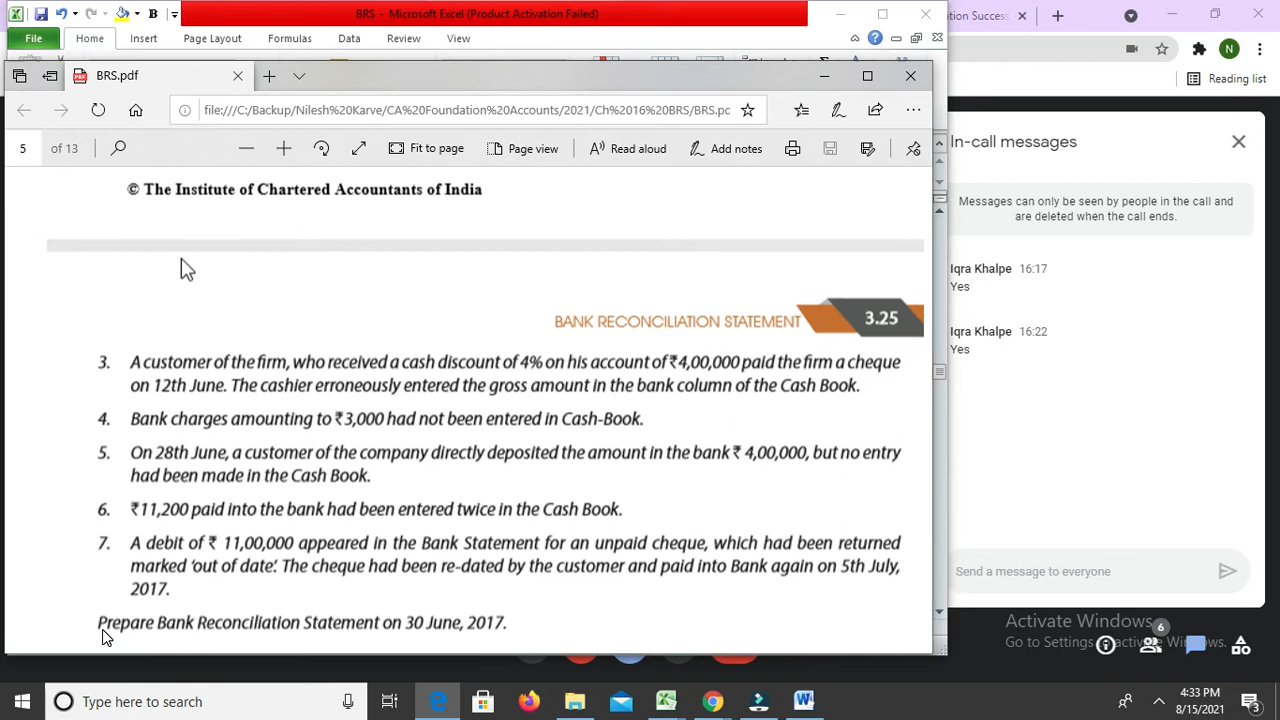 BRS - Microsoft Excel (Product Activation Failed)
ation Success
File Home Insert Page Layout Formulas Data Review View
N
BRS.pdf
Reading list
file:///C:/Backup/Nilesh%20Karve/CA%20Foundation%20Accounts/2021/Ch%2016%20BRS/BRS.pc
In-call messages
5 of 13 Fit to page Page view Read aloud Add notes
© The Institute of Chartered Accountants of India
Messages can only be seen by people in the call and
are deleted when the call ends.
Iqra Khalpe 16:17
Yes
BANK RECONCILIATION STATEMENT 3.25
Iqra Khalpe 16:22
Yes
3. A customer of the firm, who received a cash discount of 4% on his account of ₹4,00,000 paid the firm a cheque
on 12th June. The cashier erroneously entered the gross amount in the bank column of the Cash Book.
4. Bank charges amounting to ₹3,000 had not been entered in Cash-Book.
5. On 28th June, a customer of the company directly deposited the amount in the bank ₹ 4,00,000, but no entry
had been made in the Cash Book.
6. ₹11,200 paid into the bank had been entered twice in the Cash Book.
7. A debit of ₹ 11,00,000 appeared in the Bank Statement for an unpaid cheque, which had been returned
marked 'out of date'. The cheque had been re-dated by the customer and paid into Bank again on 5th July,
2017.
Prepare Bank Reconciliation Statement on 30 June, 2017.
Send a message to everyone
Activate Windows
Go to Settings to activate Windows.
6
Type here to search
4:33 PM
8/15/2021
3